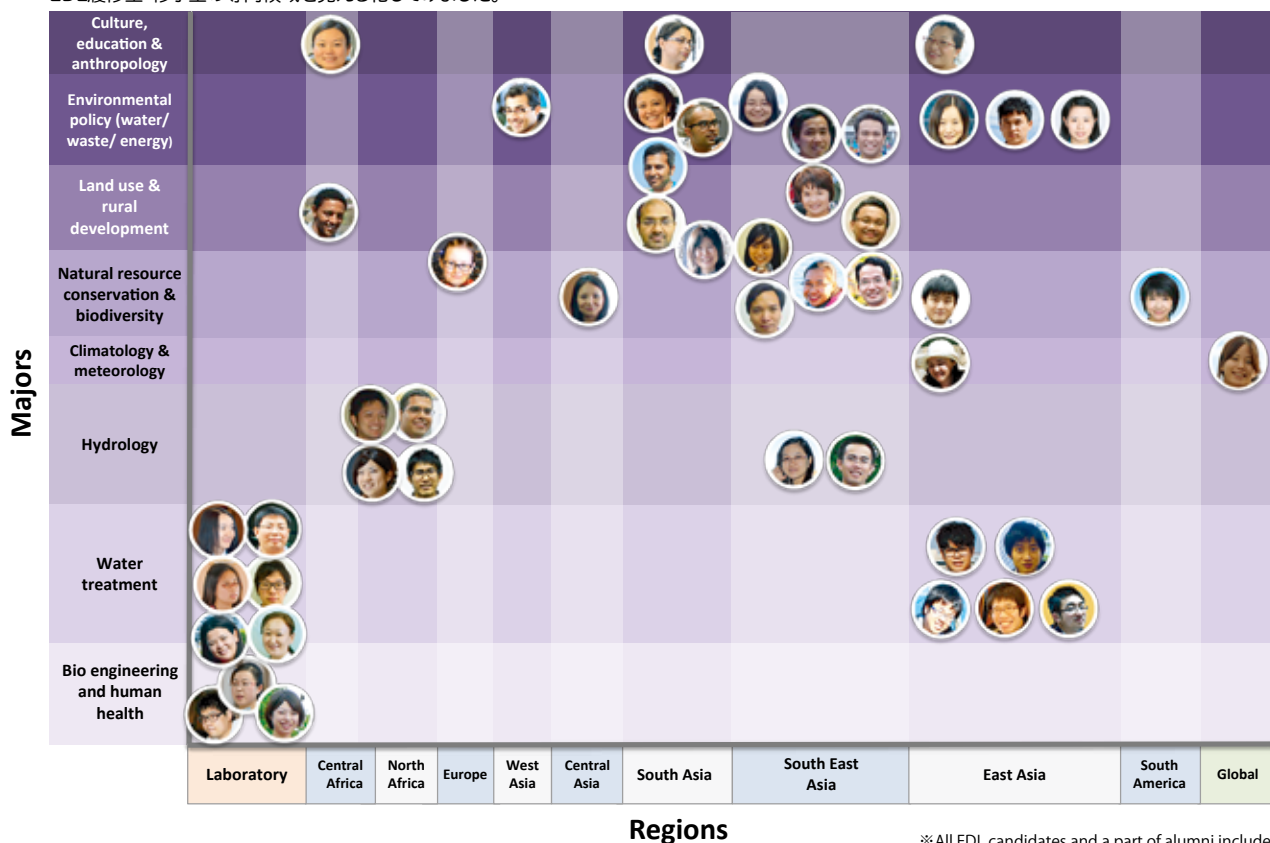 Culture,
education &
anthropology
Environmental
policy (water/
waste/ energy)
Land use &
rural
development
Natural resource
conservation &
biodiversity
Climatology &
meteorology
Hydrology
Water
treatment
Bio engineering
and human
health
Majors
Laboratory
Central
Africa
North
Africa
Europe
West
Asia
Central
Asia
South Asia
South East
Asia
East Asia
South
America
Global
Regions
※All EDL candidates and a part of alumni include